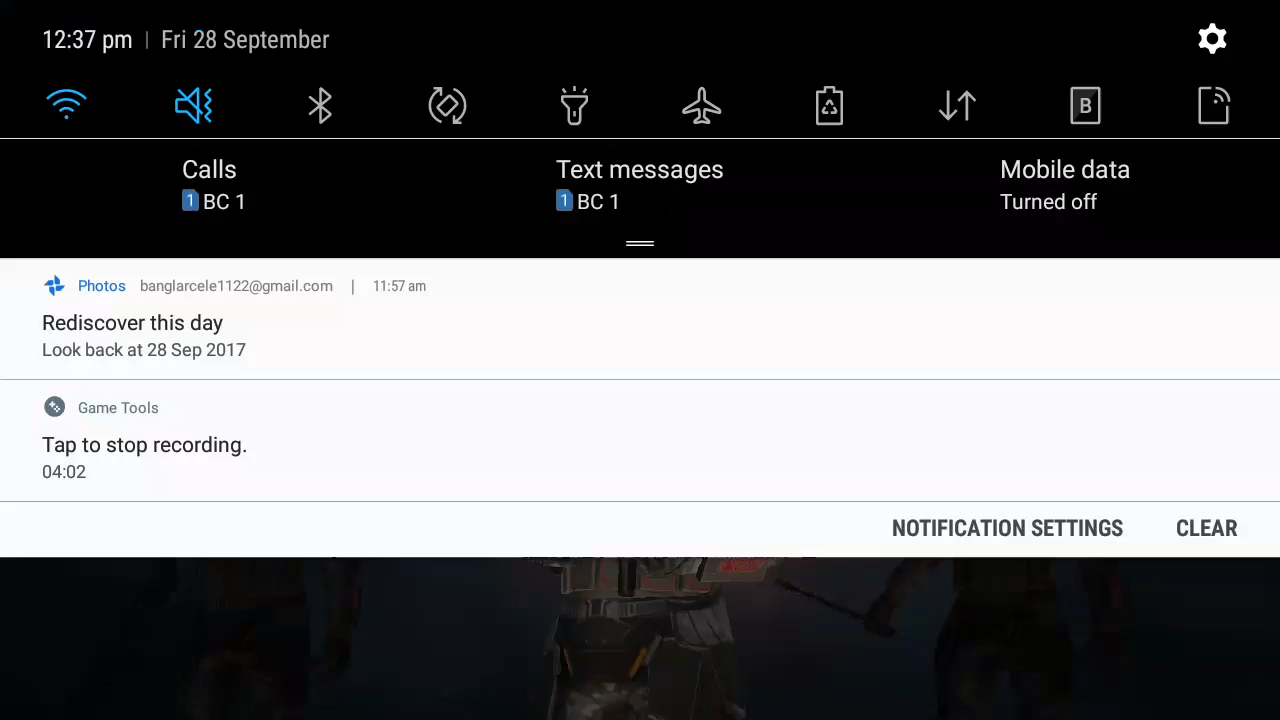 12:37 pm | Fri 28 September
B
Calls
Text messages
Mobile data
1 BC 1
1 BC 1
Turned off
Photos banglarcele1122@gmail.com | 11:57 am
Rediscover this day
Look back at 28 Sep 2017
Game Tools
Tap to stop recording.
04:02
NOTIFICATION SETTINGS
CLEAR